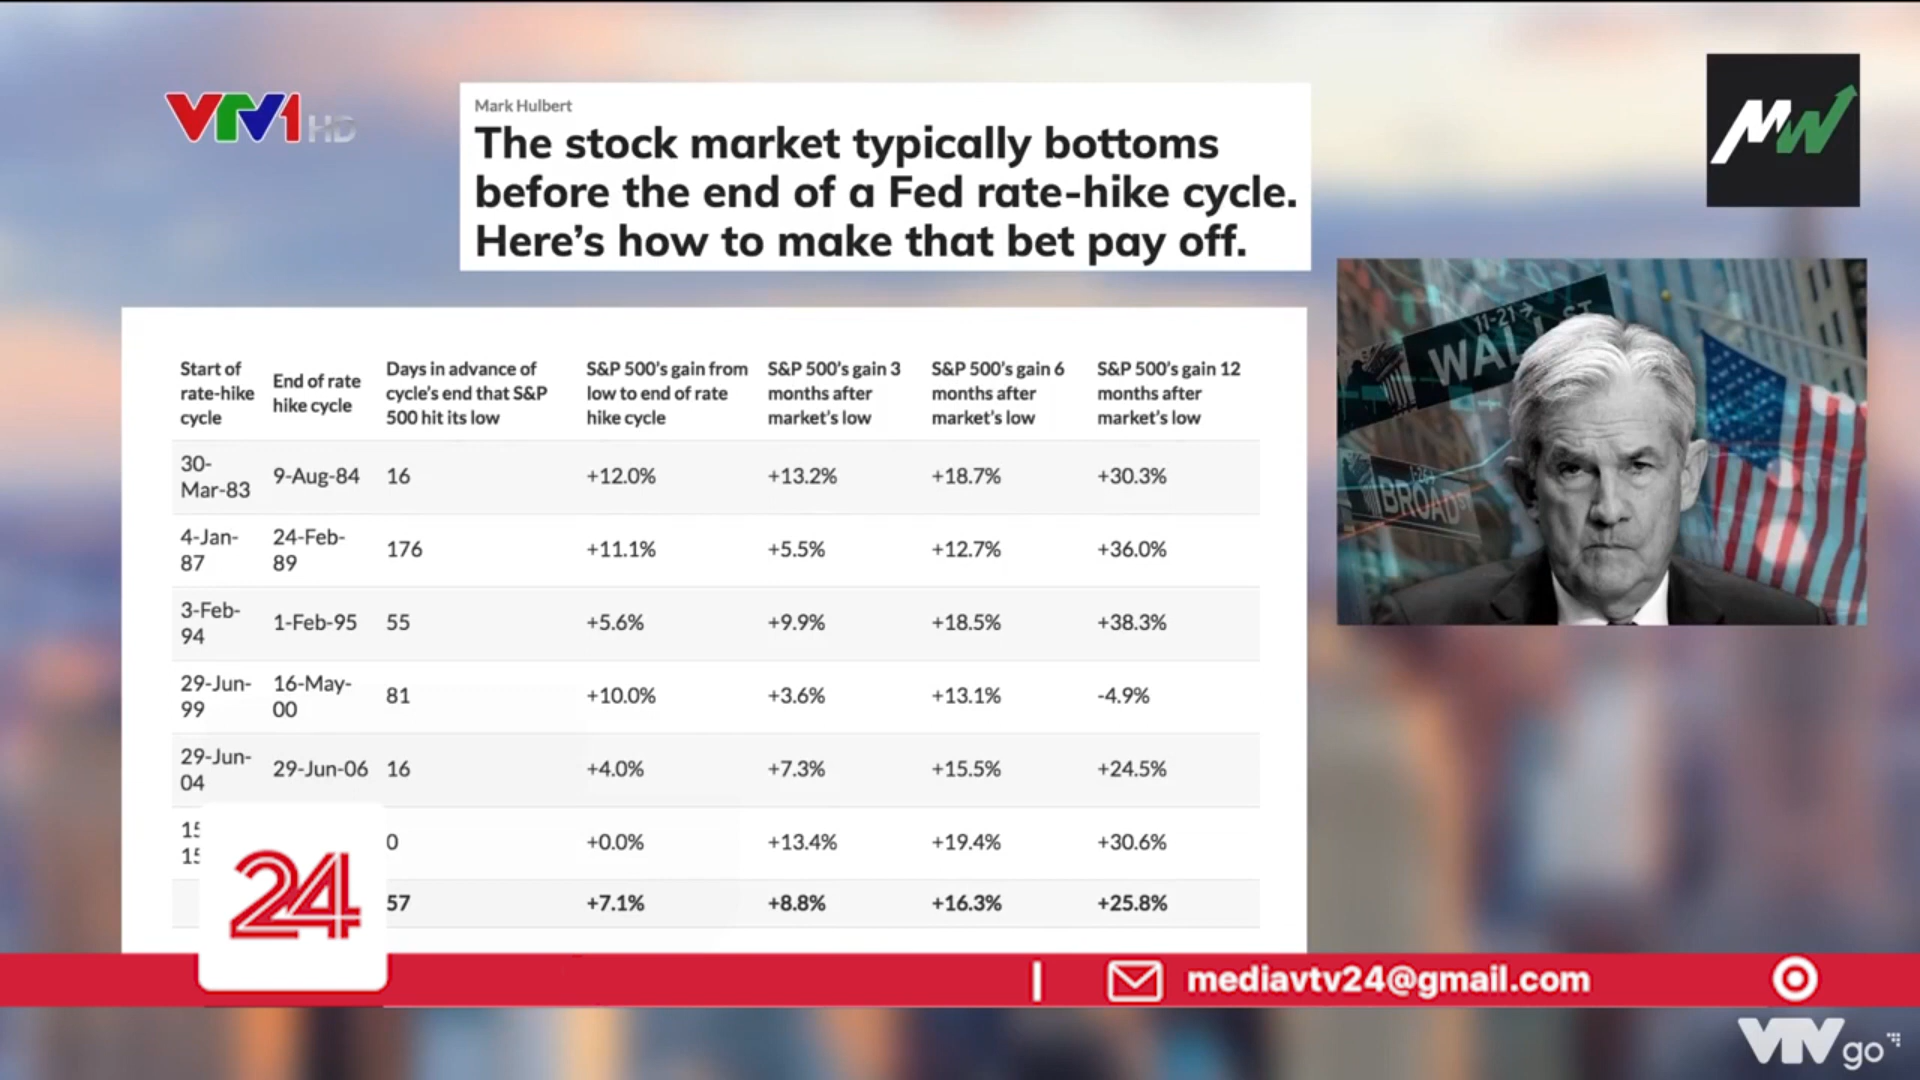 VTV1 HD
Mark Hulbert
The stock market typically bottoms
before the end of a Fed rate-hike cycle.
Here's how to make that bet pay off.
MW
11-21
WALL ST
BROAD ST
Start of
rate-hike
cycle
End of rate
hike cycle
Days in advance of
cycle's end that S&P
500 hit its low
S&P 500's gain from
low to end of rate
hike cycle
S&P 500's gain 3
months after
market's low
S&P 500's gain 6
months after
market's low
S&P 500's gain 12
months after
market's low
30-
Mar-83
9-Aug-84
16
+12.0%
+13.2%
+18.7%
+30.3%
4-Jan-
87
24-Feb-
89
176
+11.1%
+5.5%
+12.7%
+36.0%
3-Feb-
94
1-Feb-95
55
+5.6%
+9.9%
+18.5%
+38.3%
29-Jun-
99
16-May-
00
81
+10.0%
+3.6%
+13.1%
-4.9%
29-Jun-
04
29-Jun-06
16
+4.0%
+7.3%
+15.5%
+24.5%
15
15
0
+0.0%
+13.4%
+19.4%
+30.6%
57
+7.1%
+8.8%
+16.3%
+25.8%
24
mediavtv24@gmail.com
VTV go